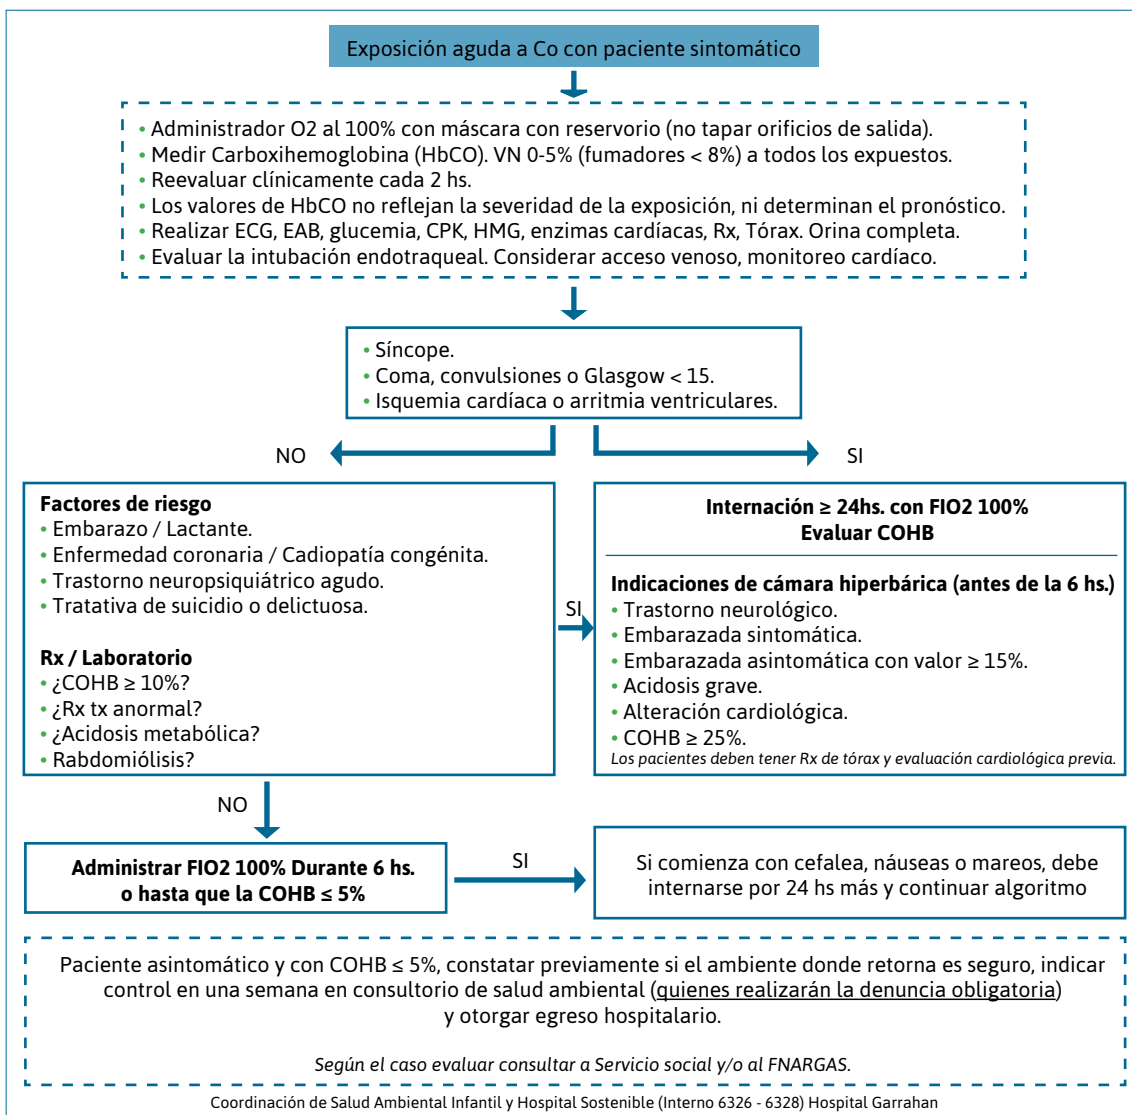 Exposición aguda a Co con paciente sintomático
• Administrador O2 al 100% con máscara con reservorio (no tapar orificios de salida).
• Medir Carboxihemoglobina (HbCO). VN 0-5% (fumadores < 8%) a todos los expuestos.
• Reevaluar clínicamente cada 2 hs.
• Los valores de HbCO no reflejan la severidad de la exposición, ni determinan el pronóstico.
• Realizar ECG, EAB, glucemia, CPK, HMG, enzimas cardíacas, Rx, Tórax. Orina completa.
• Evaluar la intubación endotraqueal. Considerar acceso venoso, monitoreo cardíaco.
• Síncope.
• Coma, convulsiones o Glasgow < 15.
• Isquemia cardíaca o arritmia ventriculares.
NO
SI
Factores de riesgo
• Embarazo / Lactante.
• Enfermedad coronaria / Cadiopatía congénita.
• Trastorno neuropsiquiátrico agudo.
• Tratativa de suicidio o delictuosa.
Rx / Laboratorio
• ¿COHB ≥ 10%?
• ¿Rx tx anormal?
• ¿Acidosis metabólica?
• Rabdomiólisis?
SI
Internación ≥ 24hs. con FIO2 100%
Evaluar COHB
Indicaciones de cámara hiperbárica (antes de la 6 hs.)
• Trastorno neurológico.
• Embarazada sintomática.
• Embarazada asintomática con valor ≥ 15%.
• Acidosis grave.
• Alteración cardiológica.
• COHB ≥ 25%.
Los pacientes deben tener Rx de tórax y evaluación cardiológica previa.
NO
Administrar FIO2 100% Durante 6 hs.
o hasta que la COHB ≤ 5%
SI
Si comienza con cefalea, náuseas o mareos, debe
internarse por 24 hs más y continuar algoritmo
Paciente asintomático y con COHB ≤ 5%, constatar previamente si el ambiente donde retorna es seguro, indicar
control en una semana en consultorio de salud ambiental (quienes realizarán la denuncia obligatoria)
y otorgar egreso hospitalario.
Según el caso evaluar consultar a Servicio social y/o al FNARGAS.
Coordinación de Salud Ambiental Infantil y Hospital Sostenible (Interno 6326 - 6328) Hospital Garrahan